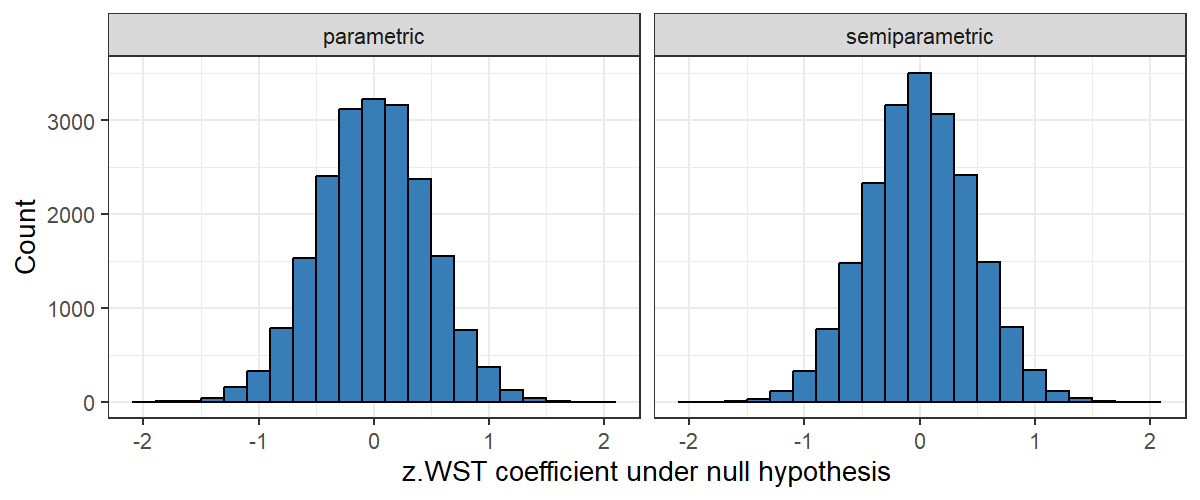 parametric semiparametric
3000
2000
1000
0
Count
-2 -1 0 1 2 -2 -1 0 1 2
z.WST coefficient under null hypothesis